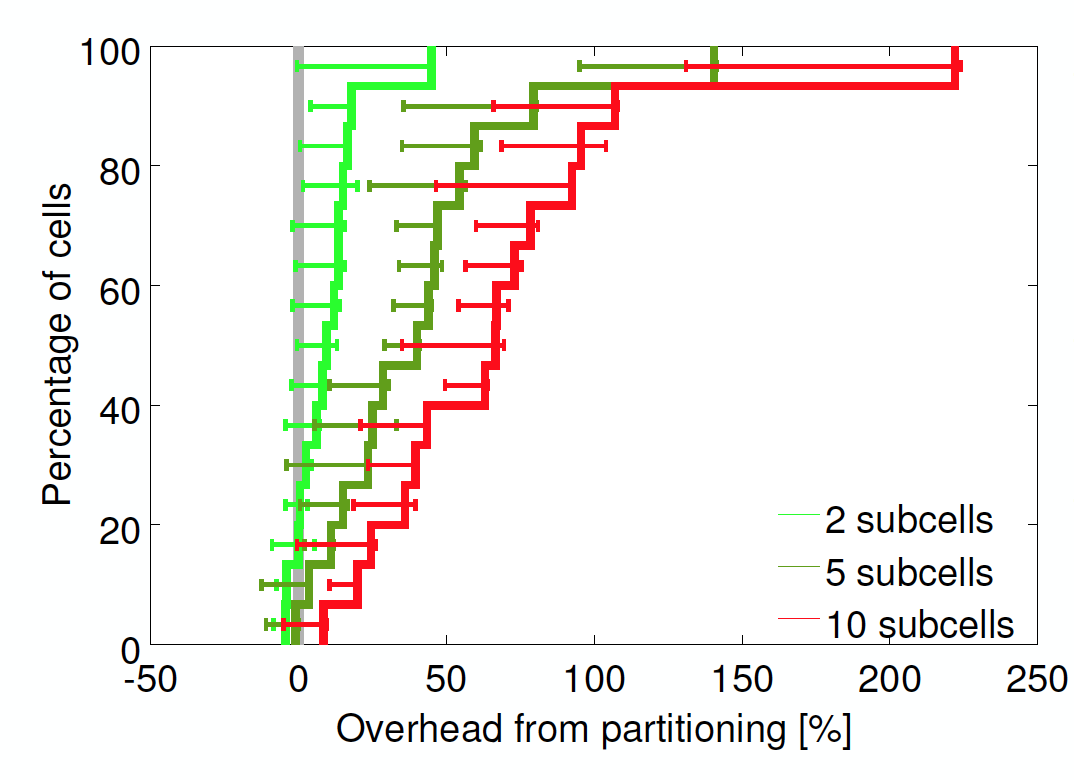 100
80
60
40
20
0
-50 0 50 100 150 200 250
Percentage of cells
Overhead from partitioning [%]
2 subcells
5 subcells
10 subcells